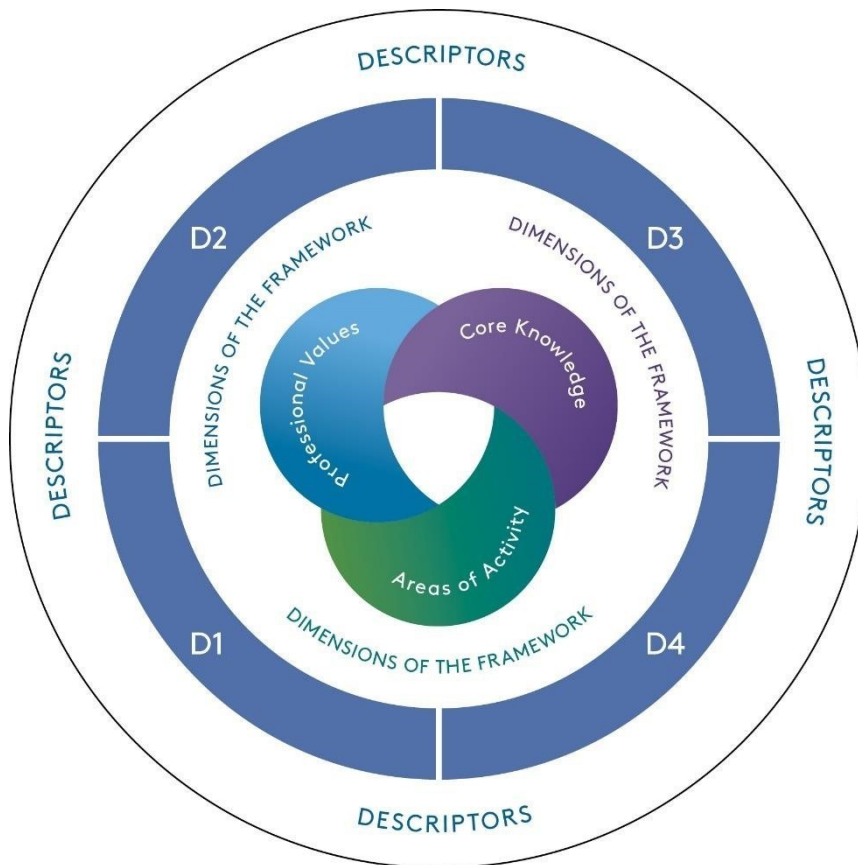 DESCRIPTORS
D2
D3
DIMENSIONS OF THE FRAMEWORK
DIMENSIONS OF THE FRAMEWORK
Professional Values
Core Knowledge
DESCRIPTORS
DESCRIPTORS
Areas of Activity
DIMENSIONS OF THE FRAMEWORK
D1
D4
DESCRIPTORS